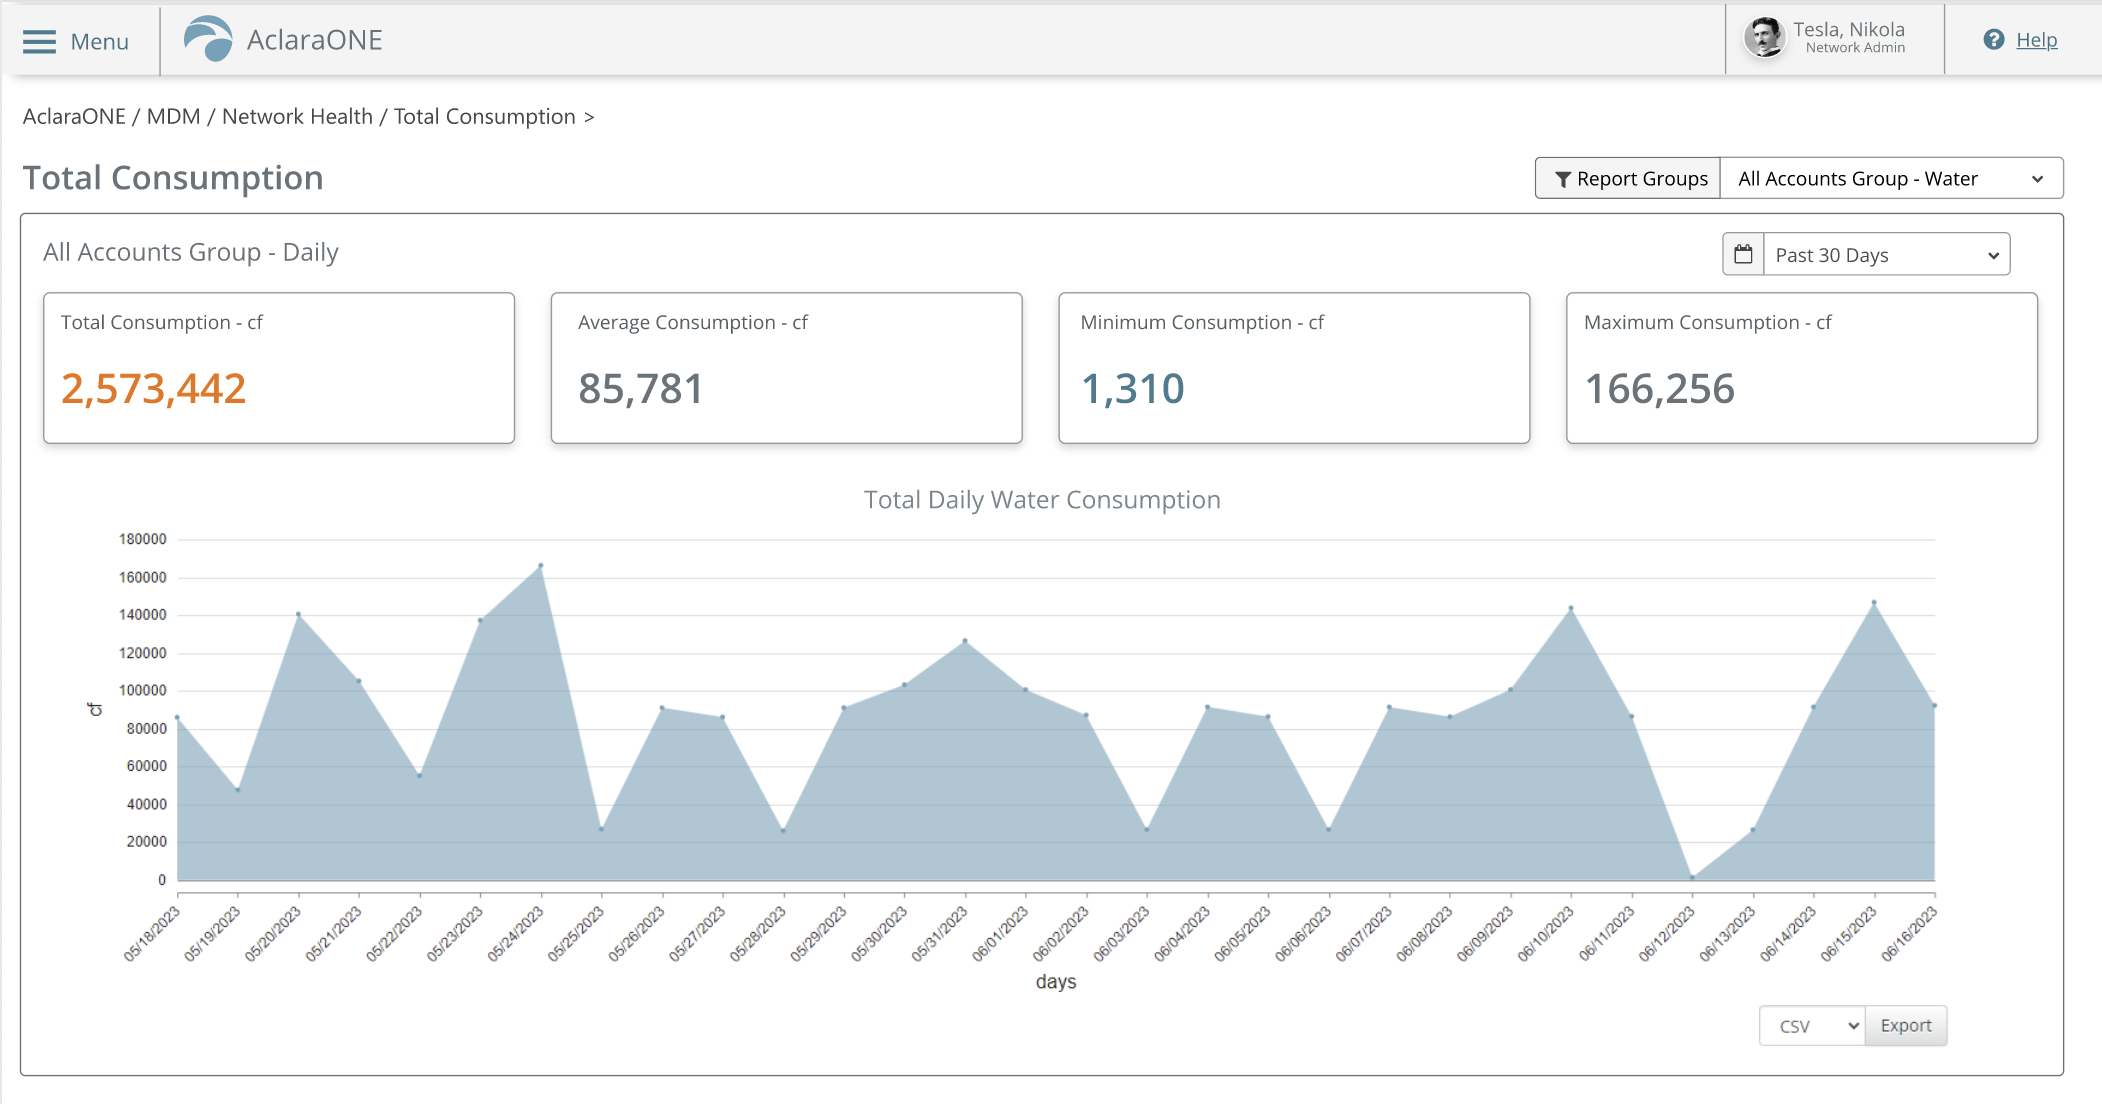 Menu
AclaraONE
Tesla, Nikola
Network Admin
Help
AclaraONE / MDM / Network Health / Total Consumption >
Total Consumption
Report Groups
All Accounts Group - Water
All Accounts Group - Daily
Past 30 Days
Total Consumption - cf
2,573,442
Average Consumption - cf
85,781
Minimum Consumption - cf
1,310
Maximum Consumption - cf
166,256
Total Daily Water Consumption
180000
160000
140000
120000
100000
80000
60000
40000
20000
0
cf
05/18/2023
05/19/2023
05/20/2023
05/21/2023
05/22/2023
05/23/2023
05/24/2023
05/25/2023
05/26/2023
05/27/2023
05/28/2023
05/29/2023
05/30/2023
05/31/2023
06/01/2023
06/02/2023
06/03/2023
06/04/2023
06/05/2023
06/06/2023
06/07/2023
06/08/2023
06/09/2023
06/10/2023
06/11/2023
06/12/2023
06/13/2023
06/14/2023
06/15/2023
06/16/2023
days
CSV
Export